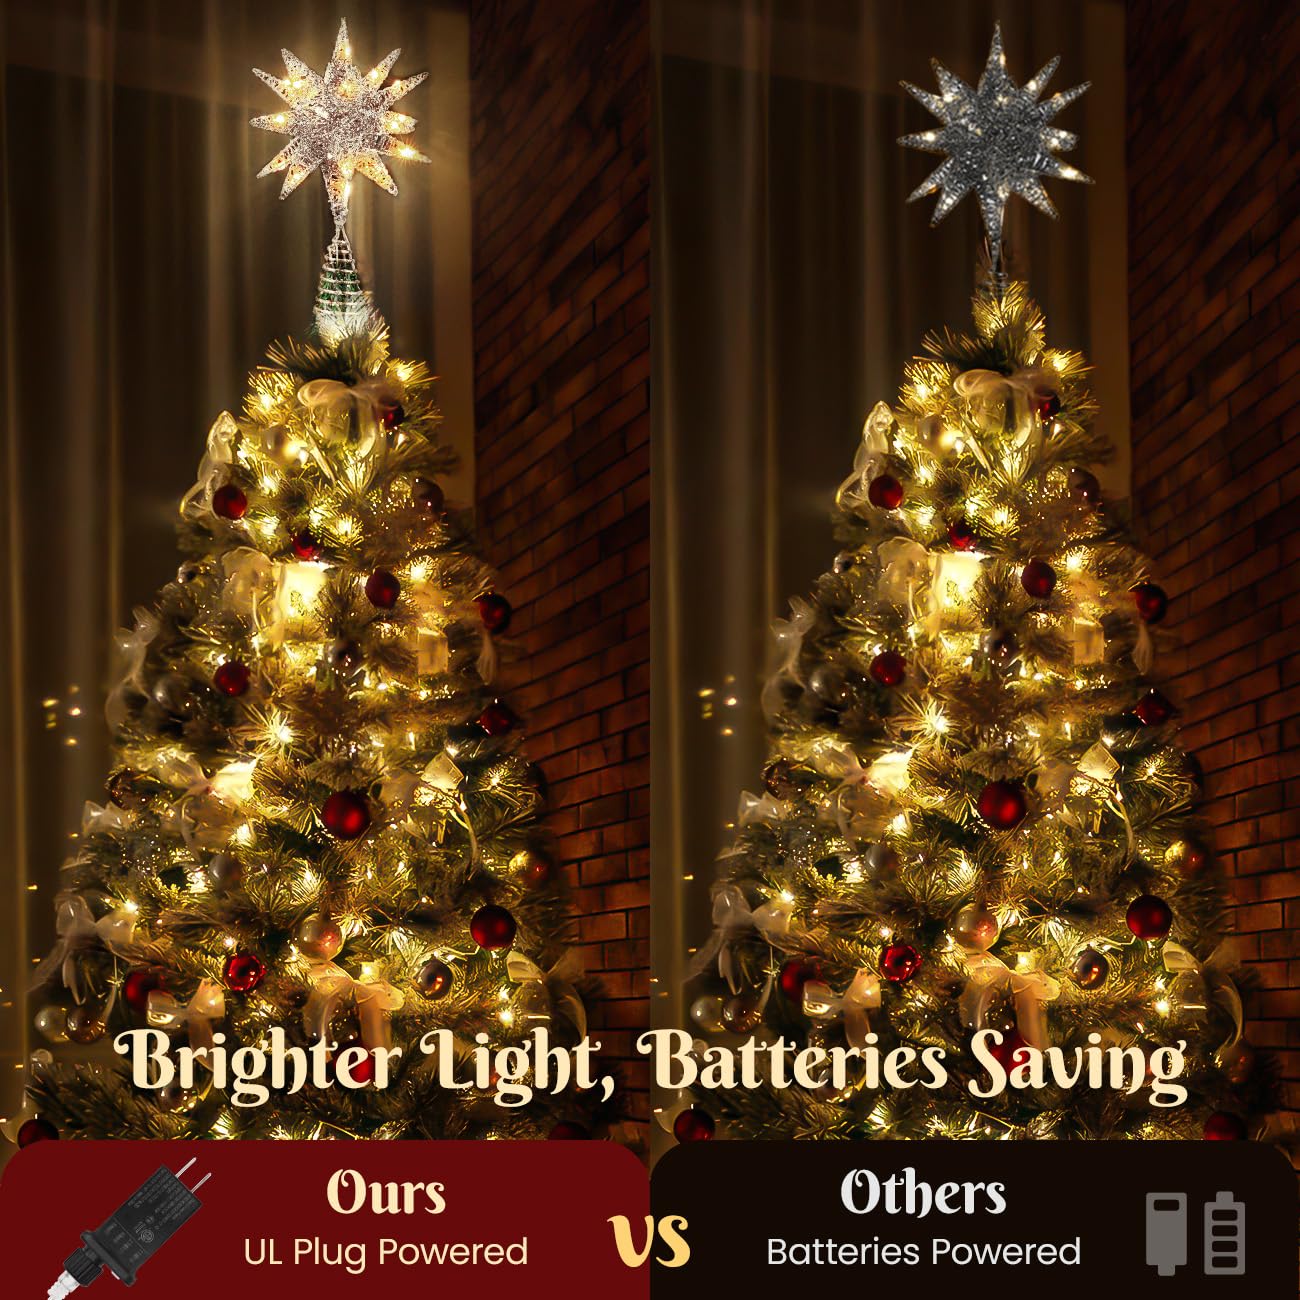 Brighter Light, Batteries Saving
Ours
UL Plug Powered
VS
Others
Batteries Powered